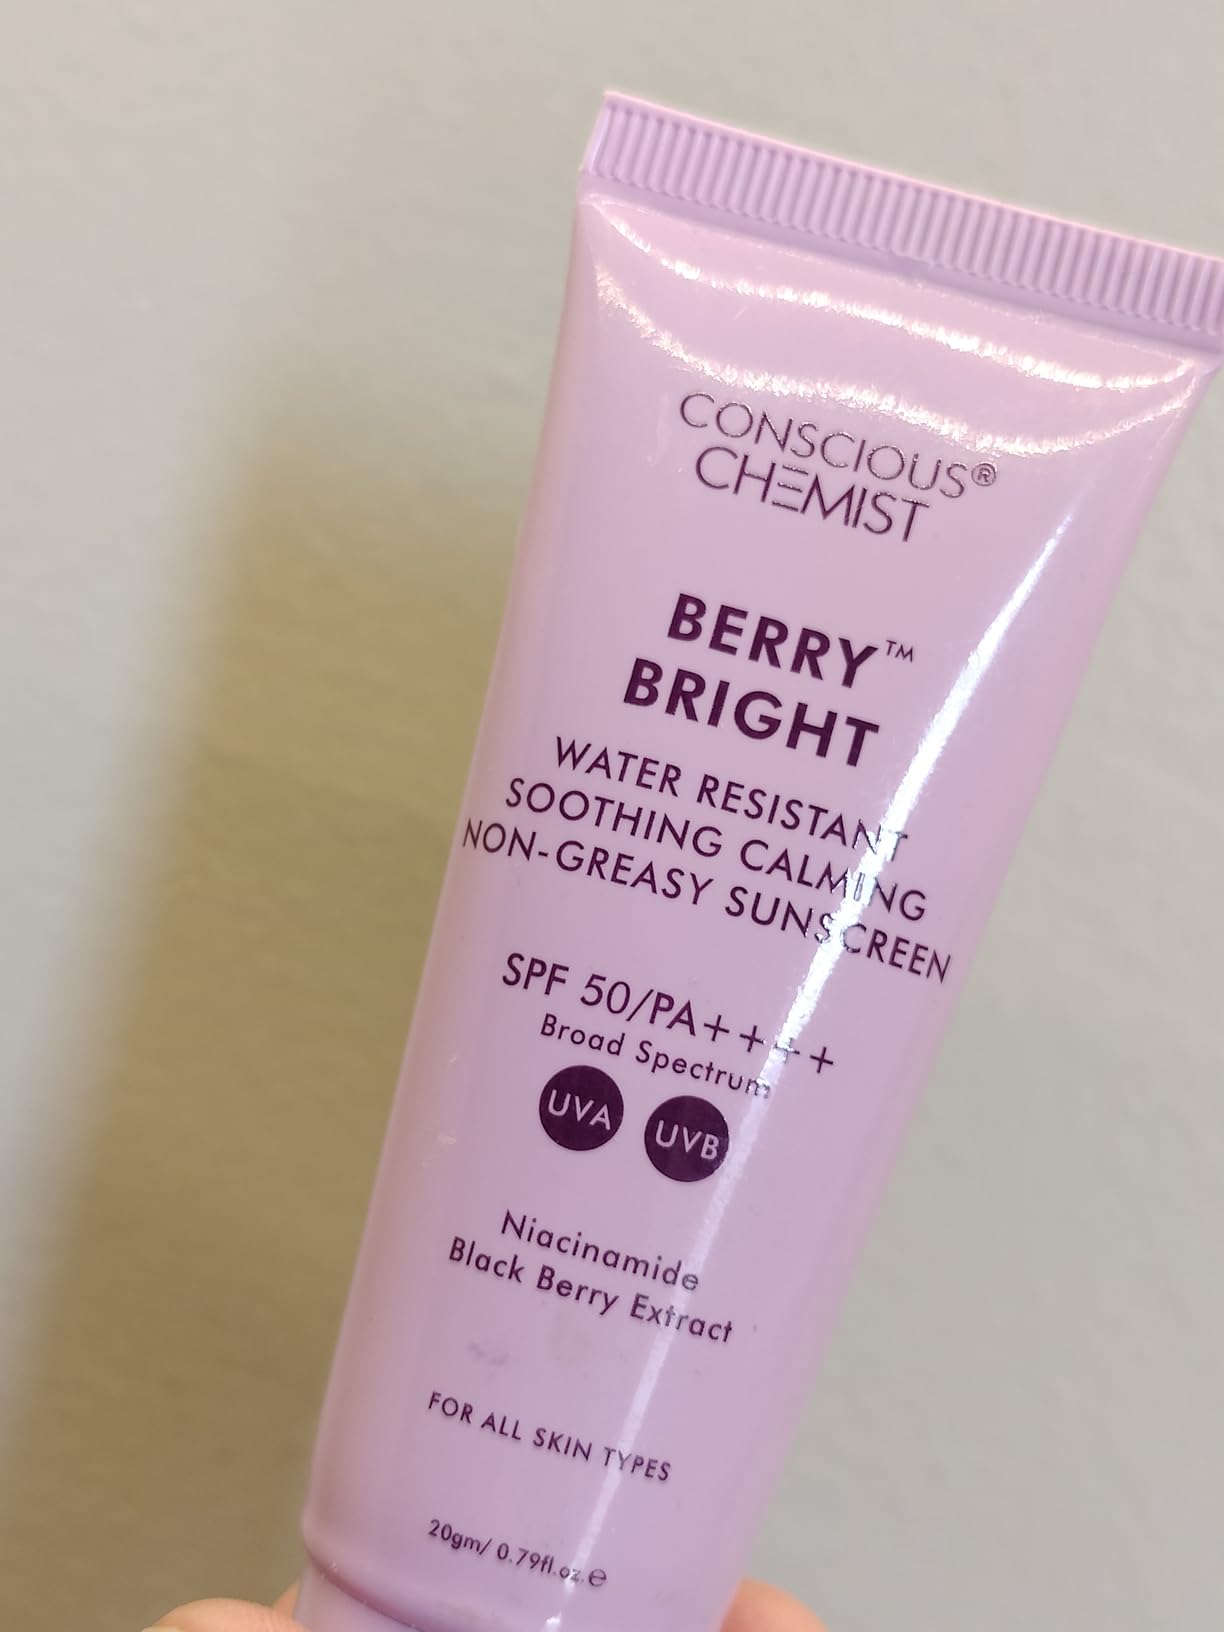 CONSCIOUS®
CHEMIST
BERRY™
BRIGHT
WATER RESISTANT
SOOTHING CALMING
NON-GREASY SUNSCREEN
SPF 50/PA++++
Broad Spectrum
UVA UVB
Niacinamide
Black Berry Extract
FOR ALL SKIN TYPES
20gm/ 0.79fl.oz.℮